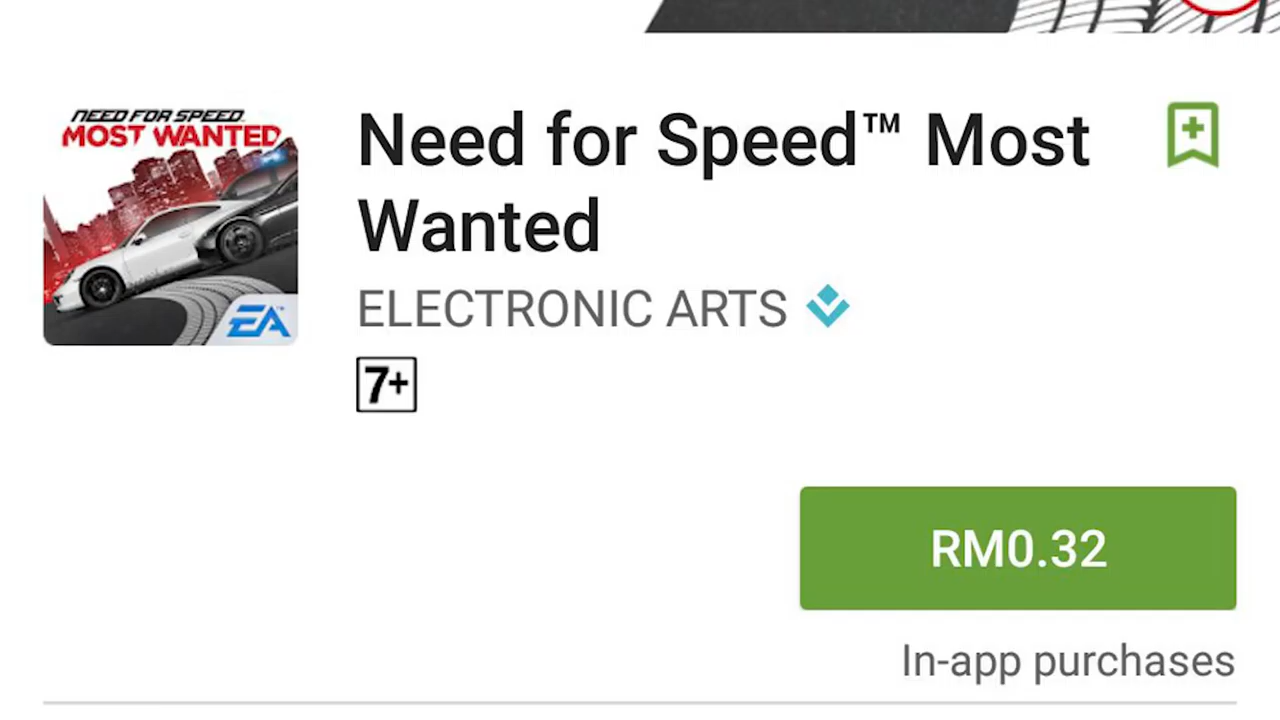 NEED FOR SPEED
MOST WANTED
EA
Need for Speed™ Most
Wanted
ELECTRONIC ARTS
7+
RM0.32
In-app purchases